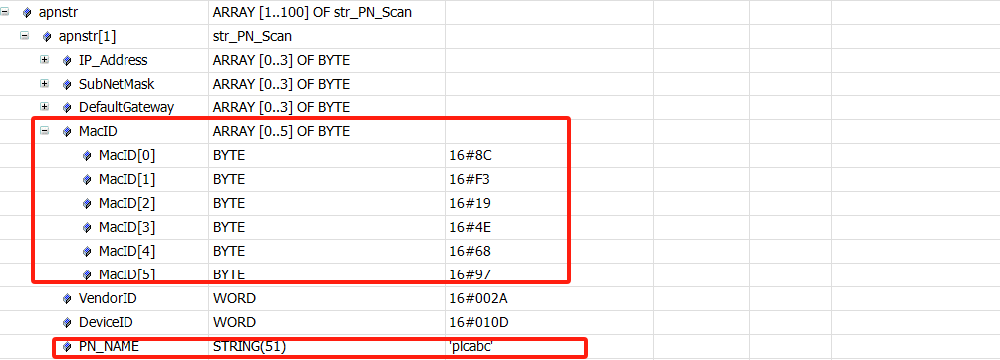 apnstr ARRAY [1..100] OF str_PN_Scan
apnstr[1] str_PN_Scan
IP_Address ARRAY [0..3] OF BYTE
SubNetMask ARRAY [0..3] OF BYTE
DefaultGateway ARRAY [0..3] OF BYTE
MacID ARRAY [0..5] OF BYTE
MacID[0] BYTE 16#8C
MacID[1] BYTE 16#F3
MacID[2] BYTE 16#19
MacID[3] BYTE 16#4E
MacID[4] BYTE 16#68
MacID[5] BYTE 16#97
VendorID WORD 16#002A
DeviceID WORD 16#010D
PN_NAME STRING(51) 'plcabc'